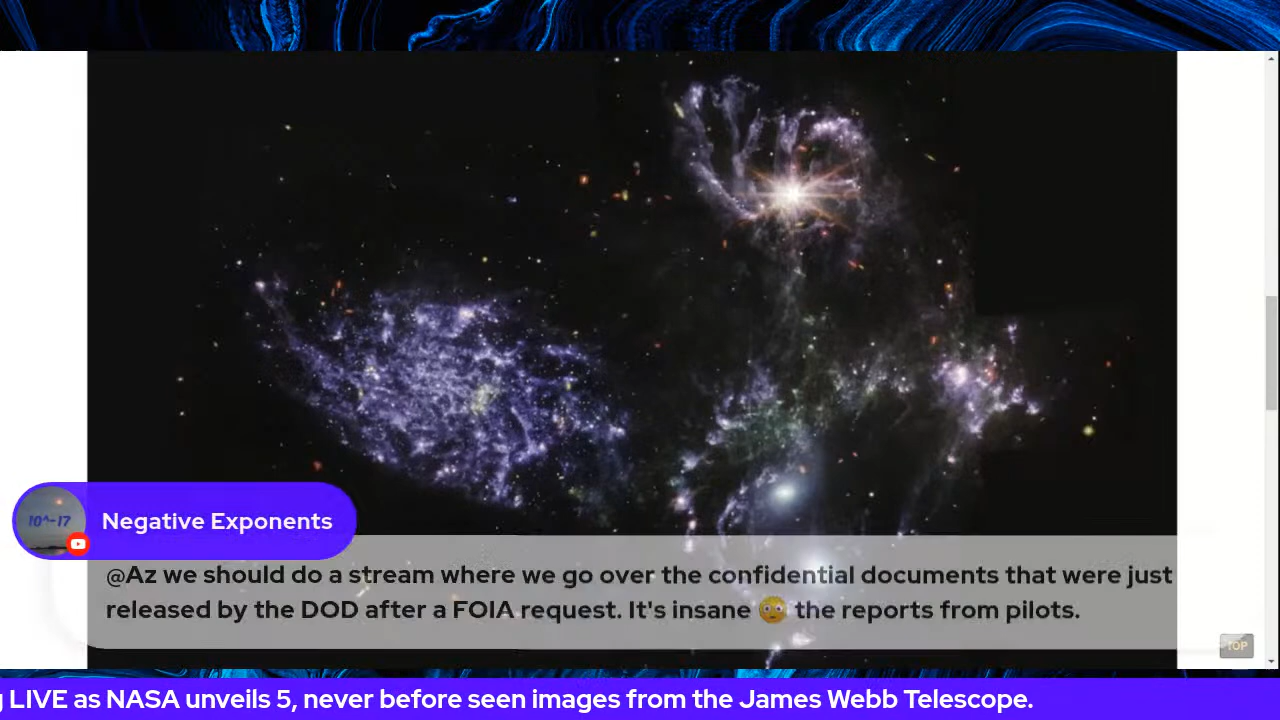 10^-17
Negative Exponents
@Az we should do a stream where we go over the confidential documents that were just
released by the DOD after a FOIA request. It's insane 😳 the reports from pilots.
TOP
g LIVE as NASA unveils 5, never before seen images from the James Webb Telescope.